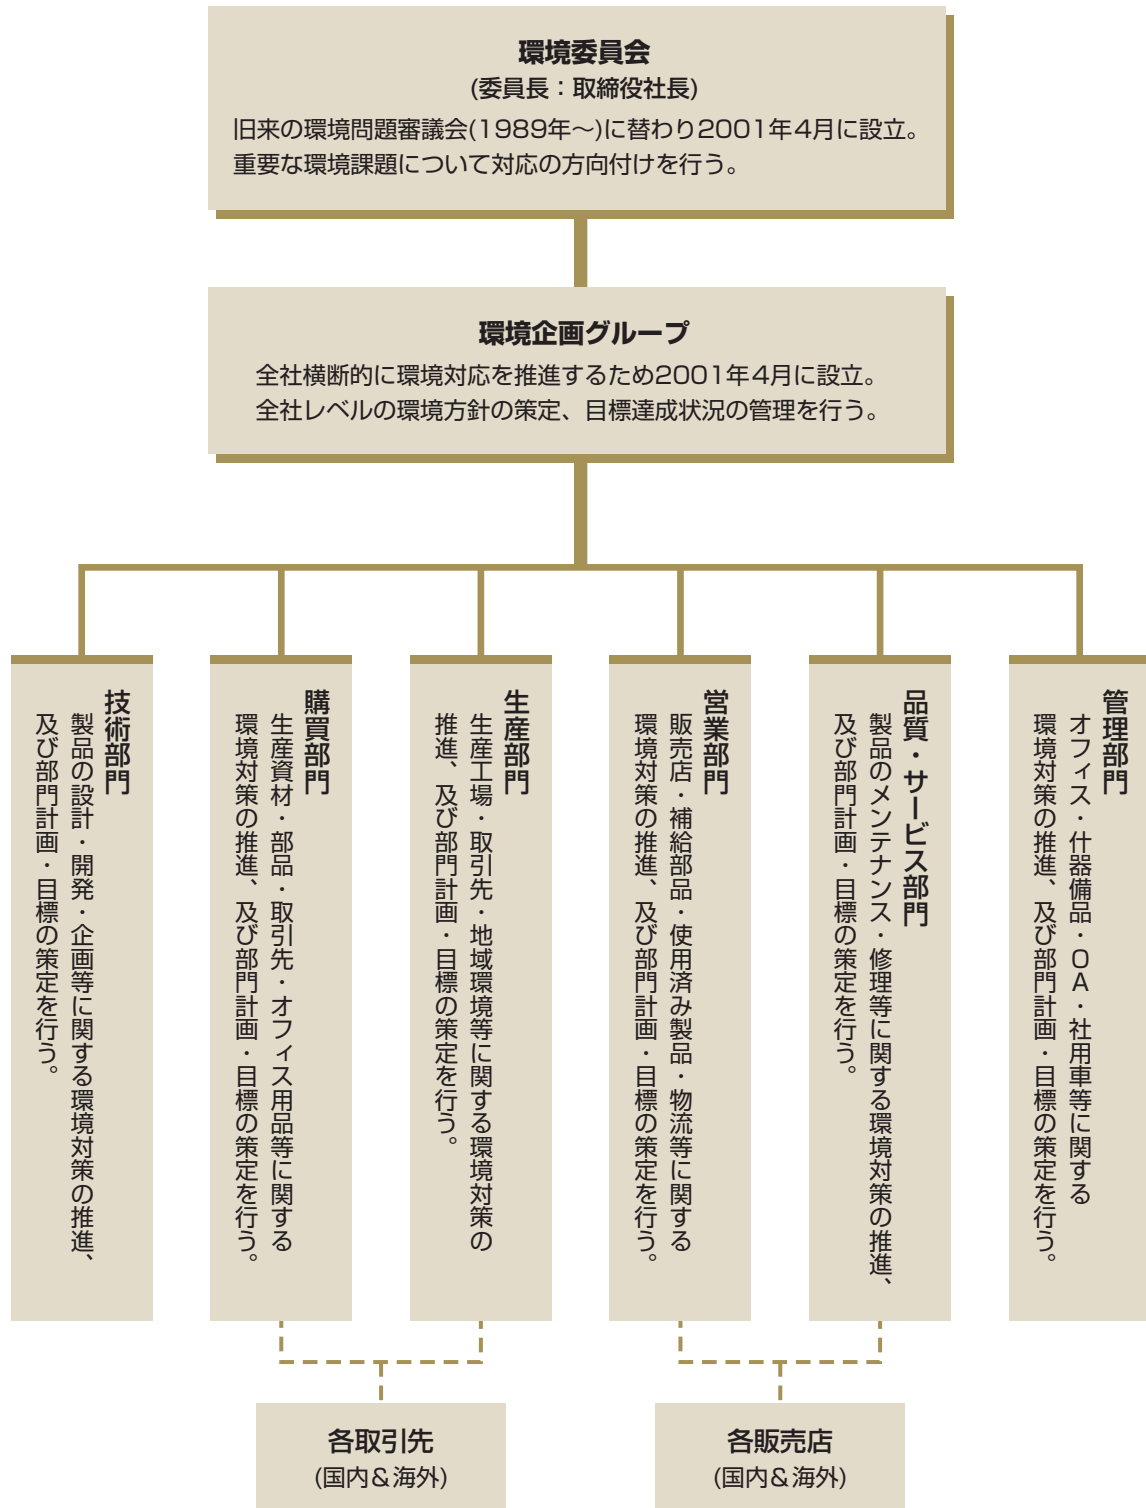 環境委員会
(委員長：取締役社長)
旧来の環境問題審議会(1989年～)に替わり2001年4月に設立。
重要な環境課題について対応の方向付けを行う。
環境企画グループ
全社横断的に環境対応を推進するため2001年4月に設立。
全社レベルの環境方針の策定、目標達成状況の管理を行う。
技術部門
製品の設計・開発・企画等に関する環境対策の推進、
及び部門計画・目標の策定を行う。
購買部門
生産資材・部品・取引先・オフィス用品等に関する
環境対策の推進、及び部門計画・目標の策定を行う。
生産部門
生産工場・取引先・地域環境等に関する環境対策の
推進、及び部門計画・目標の策定を行う。
営業部門
販売店・補給部品・使用済み製品・物流等に関する
環境対策の推進、及び部門計画・目標の策定を行う。
品質・サービス部門
製品のメンテナンス・修理等に関する環境対策の推進、
及び部門計画・目標の策定を行う。
管理部門
オフィス・什器備品・OA・社用車等に関する
環境対策の推進、及び部門計画・目標の策定を行う。
各取引先
(国内＆海外)
各販売店
(国内＆海外)